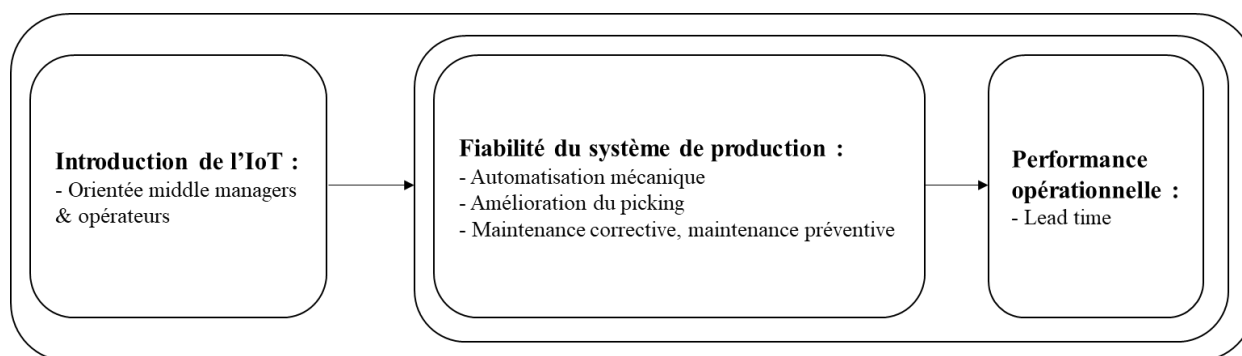 Introduction de l’IoT :
- Orientée middle managers
& opérateurs
Fiabilité du système de production :
- Automatisation mécanique
- Amélioration du picking
- Maintenance corrective, maintenance préventive
Performance
opérationnelle :
- Lead time